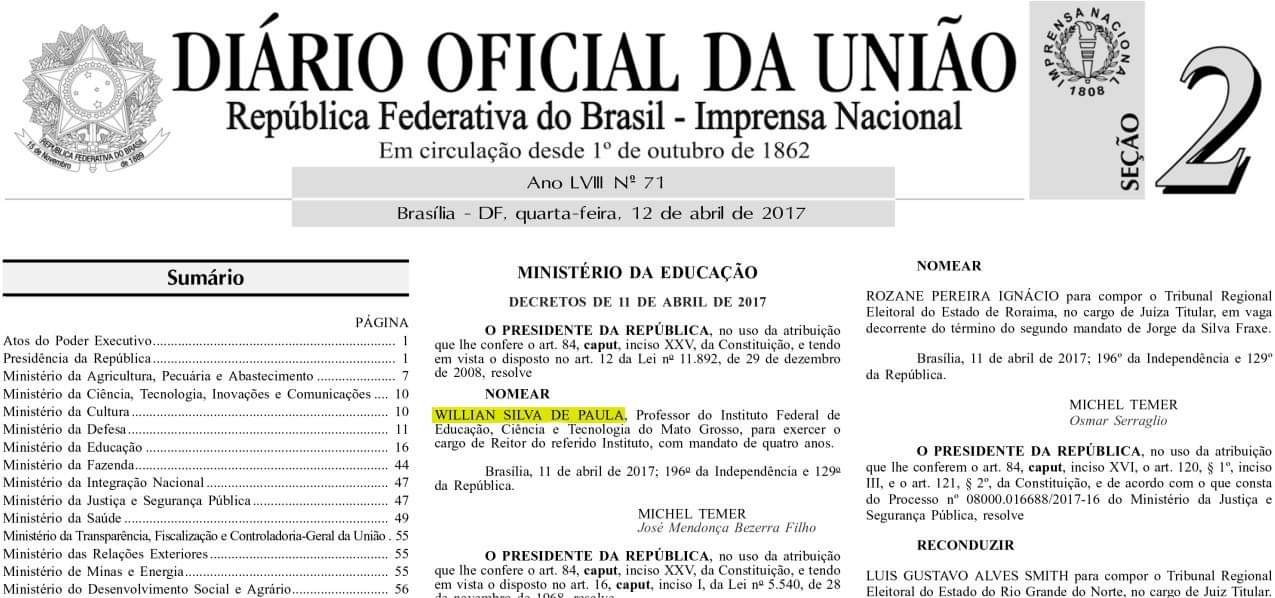 DIÁRIO OFICIAL DA UNIÃO
República Federativa do Brasil - Imprensa Nacional
Em circulação desde 1º de outubro de 1862
REPÚBLICA FEDERATIVA DO BRASIL
15 de Novembro de 1889
IMPRENSA NACIONAL
1808
SEÇÃO
2
Ano LVIII Nº 71
Brasília - DF, quarta-feira, 12 de abril de 2017
Sumário
PÁGINA
Atos do Poder Executivo.......................................................... 1
Presidência da República.......................................................... 1
Ministério da Agricultura, Pecuária e Abastecimento ...................... 7
Ministério da Ciência, Tecnologia, Inovações e Comunicações .... 10
Ministério da Cultura ............................................................. 10
Ministério da Defesa.............................................................. 11
Ministério da Educação .......................................................... 16
Ministério da Fazenda............................................................ 44
Ministério da Integração Nacional ............................................ 47
Ministério da Justiça e Segurança Pública ................................. 47
Ministério da Saúde ............................................................... 49
Ministério da Transparência, Fiscalização e Controladoria-Geral da União . 55
Ministério das Relações Exteriores ........................................... 55
Ministério de Minas e Energia.................................................. 55
Ministério do Desenvolvimento Social e Agrário........................ 56
MINISTÉRIO DA EDUCAÇÃO
DECRETOS DE 11 DE ABRIL DE 2017
O PRESIDENTE DA REPÚBLICA, no uso da atribuição
que lhe confere o art. 84, caput, inciso XXV, da Constituição, e tendo
em vista o disposto no art. 12 da Lei nº 11.892, de 29 de dezembro
de 2008, resolve
NOMEAR
WILLIAN SILVA DE PAULA, Professor do Instituto Federal de
Educação, Ciência e Tecnologia do Mato Grosso, para exercer o
cargo de Reitor do referido Instituto, com mandato de quatro anos.
Brasília, 11 de abril de 2017; 196º da Independência e 129º
da República.
MICHEL TEMER
José Mendonça Bezerra Filho
O PRESIDENTE DA REPÚBLICA, no uso da atribuição
que lhe confere o art. 84, caput, inciso XXV, da Constituição, e tendo
em vista o disposto no art. 16, caput, inciso I, da Lei nº 5.540, de 28
de novembro de 1968, resolve
NOMEAR
ROZANE PEREIRA IGNÁCIO para compor o Tribunal Regional
Eleitoral do Estado de Roraima, no cargo de Juíza Titular, em vaga
decorrente do término do segundo mandato de Jorge da Silva Fraxe.
Brasília, 11 de abril de 2017; 196º da Independência e 129º
da República.
MICHEL TEMER
Osmar Serraglio
O PRESIDENTE DA REPÚBLICA, no uso da atribuição
que lhe conferem o art. 84, caput, inciso XVI, o art. 120, § 1º, inciso
III, e o art. 121, § 2º, da Constituição, e de acordo com o que consta
do Processo nº 08000.016688/2017-16 do Ministério da Justiça e
Segurança Pública, resolve
RECONDUZIR
LUIS GUSTAVO ALVES SMITH para compor o Tribunal Regional
Eleitoral do Estado do Rio Grande do Norte, no cargo de Juiz Titular,